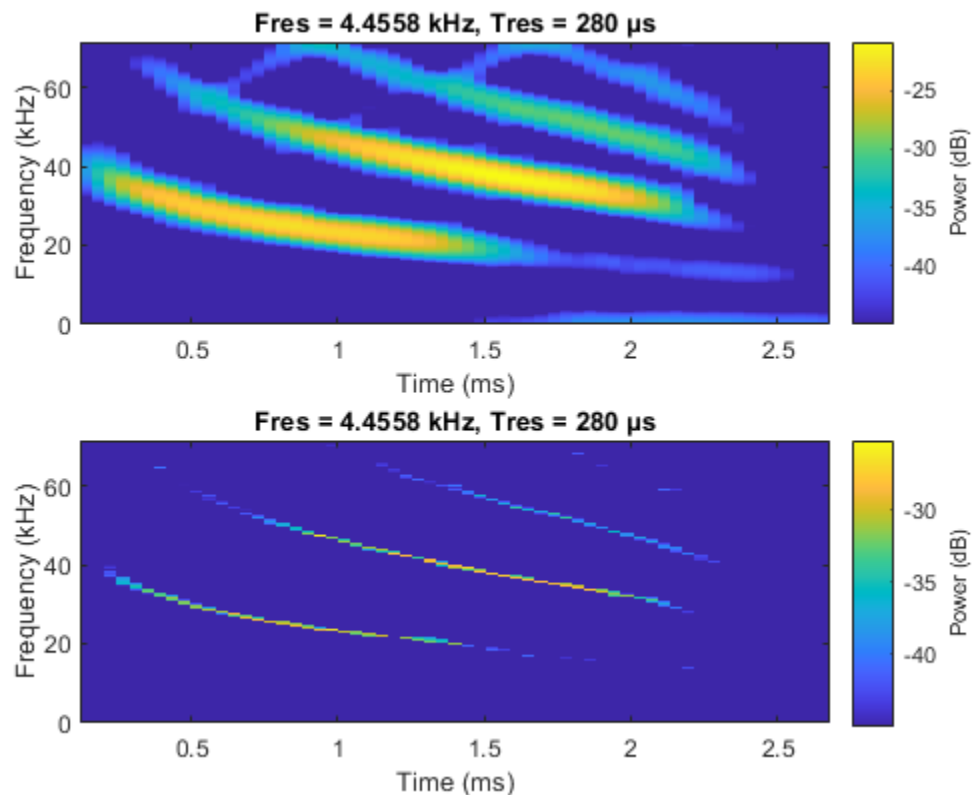 Fres = 4.4558 kHz, Tres = 280 µs
Frequency (kHz)
60
40
20
0
0.5 1 1.5 2 2.5
Time (ms)
-25
-30
-35
-40
Power (dB)
Fres = 4.4558 kHz, Tres = 280 µs
Frequency (kHz)
60
40
20
0
0.5 1 1.5 2 2.5
Time (ms)
-30
-35
-40
Power (dB)